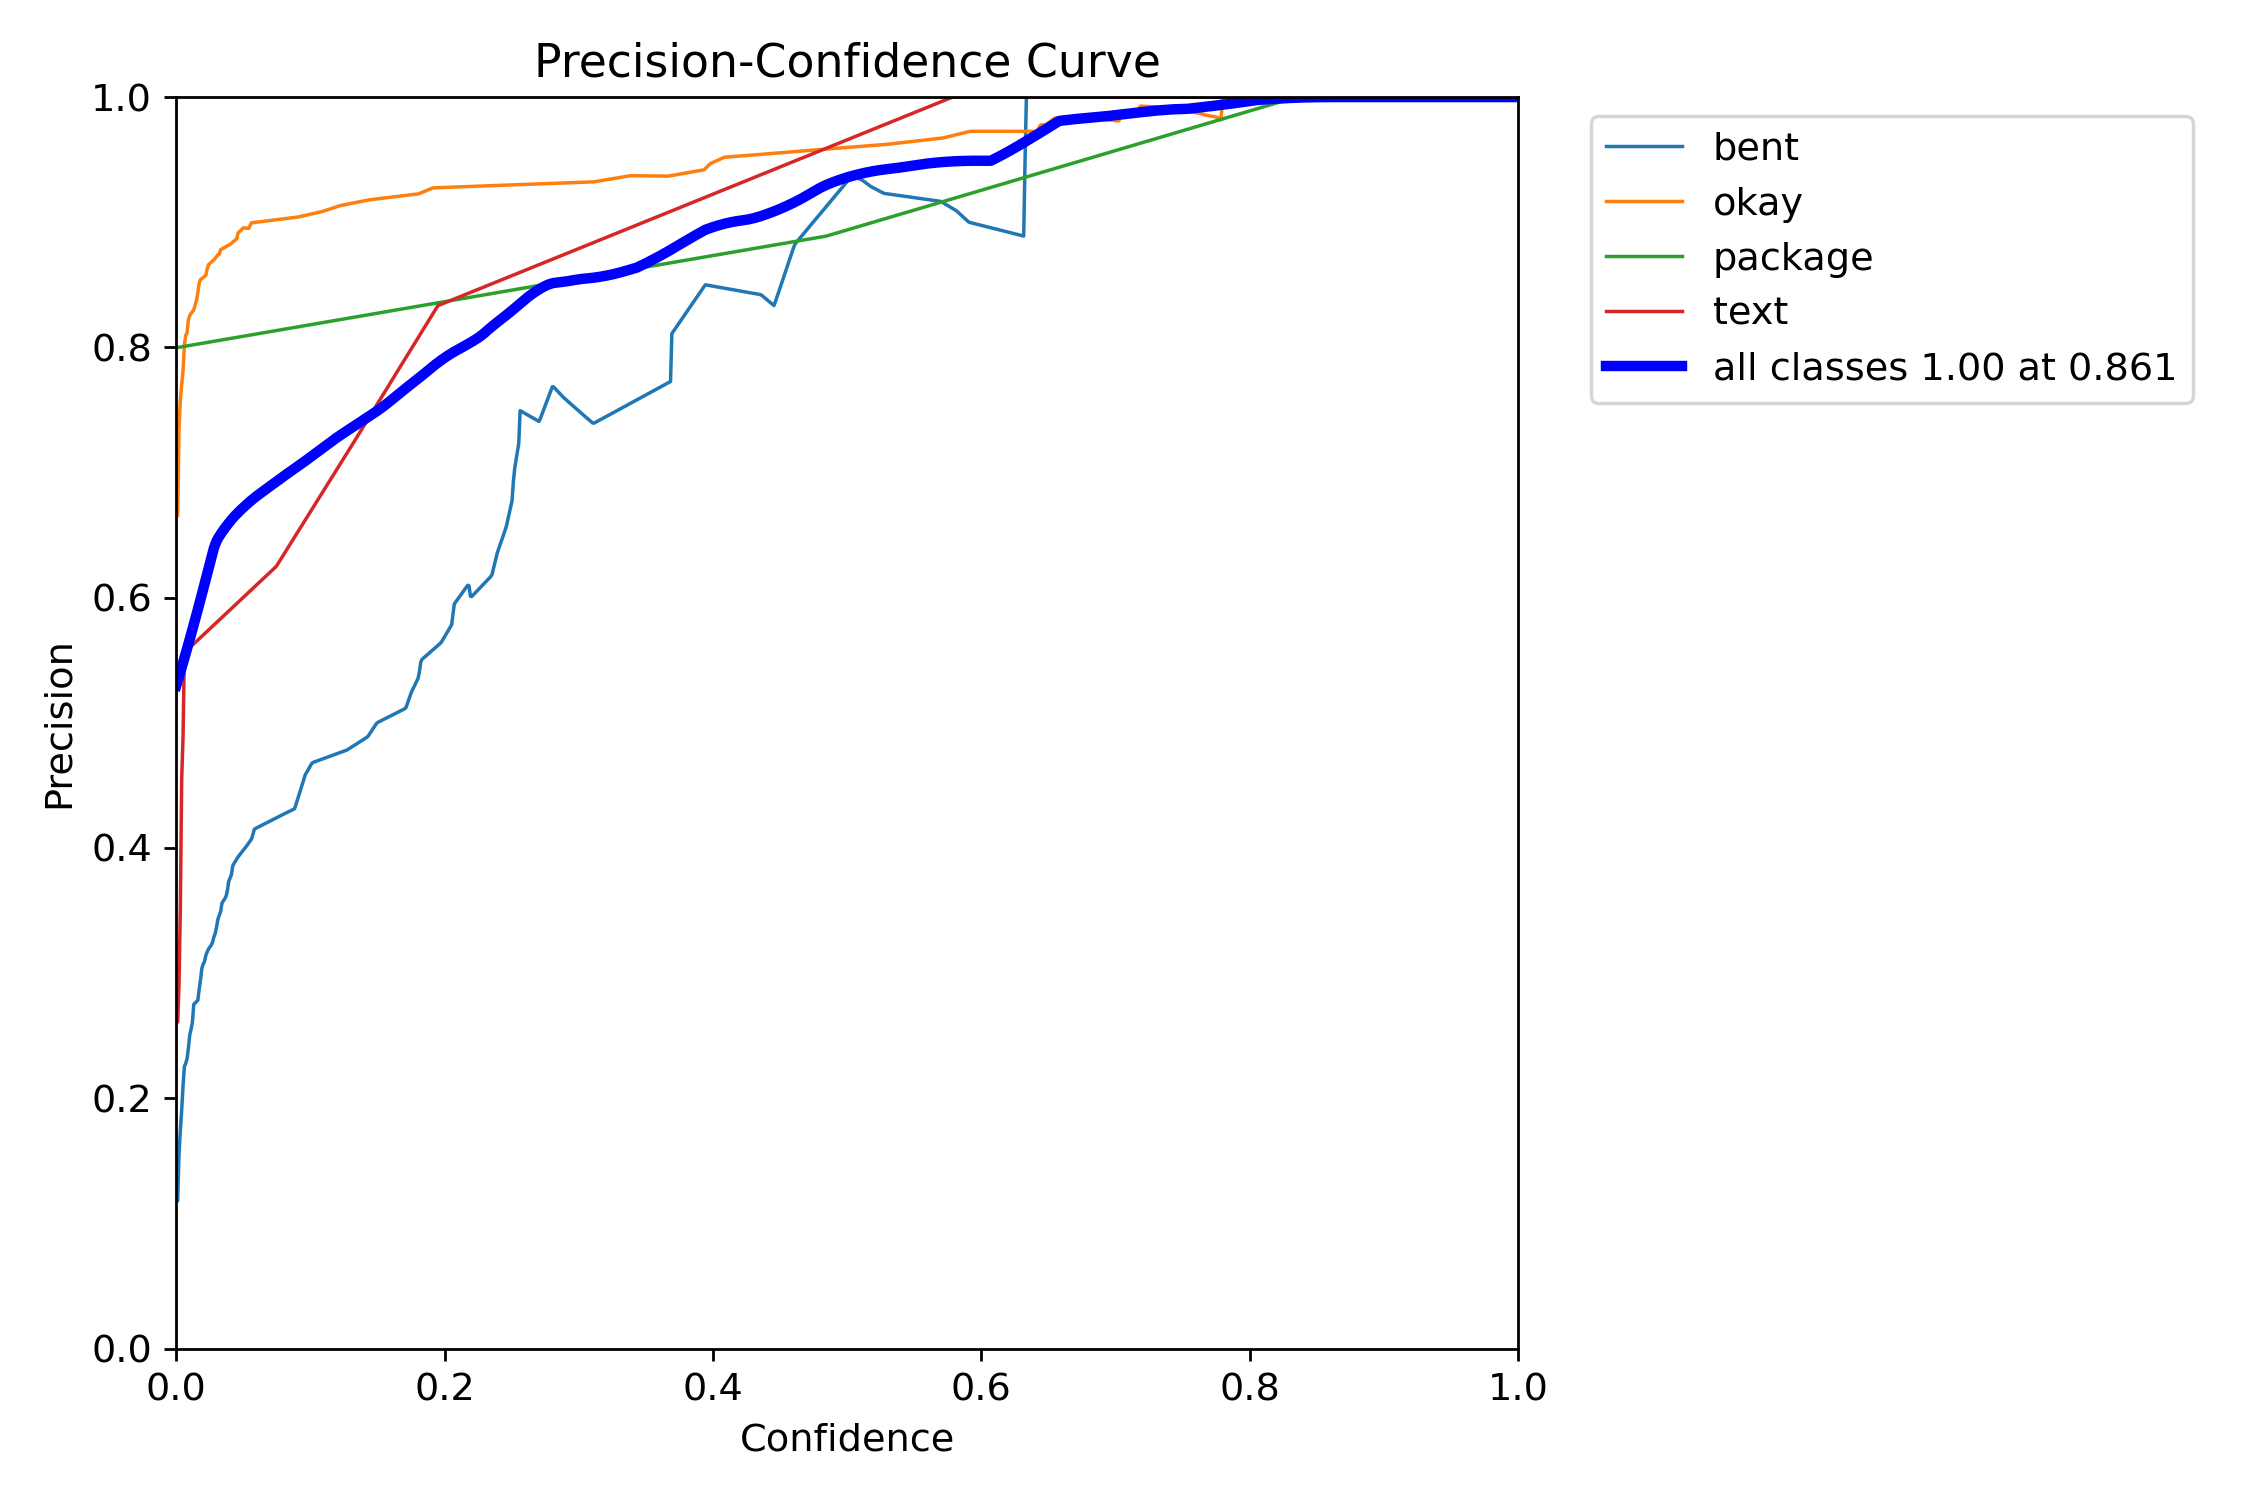 Precision-Confidence Curve
1.0
0.8
0.6
0.4
0.2
0.0
Precision
0.0 0.2 0.4 0.6 0.8 1.0
Confidence
bent
okay
package
text
all classes 1.00 at 0.861